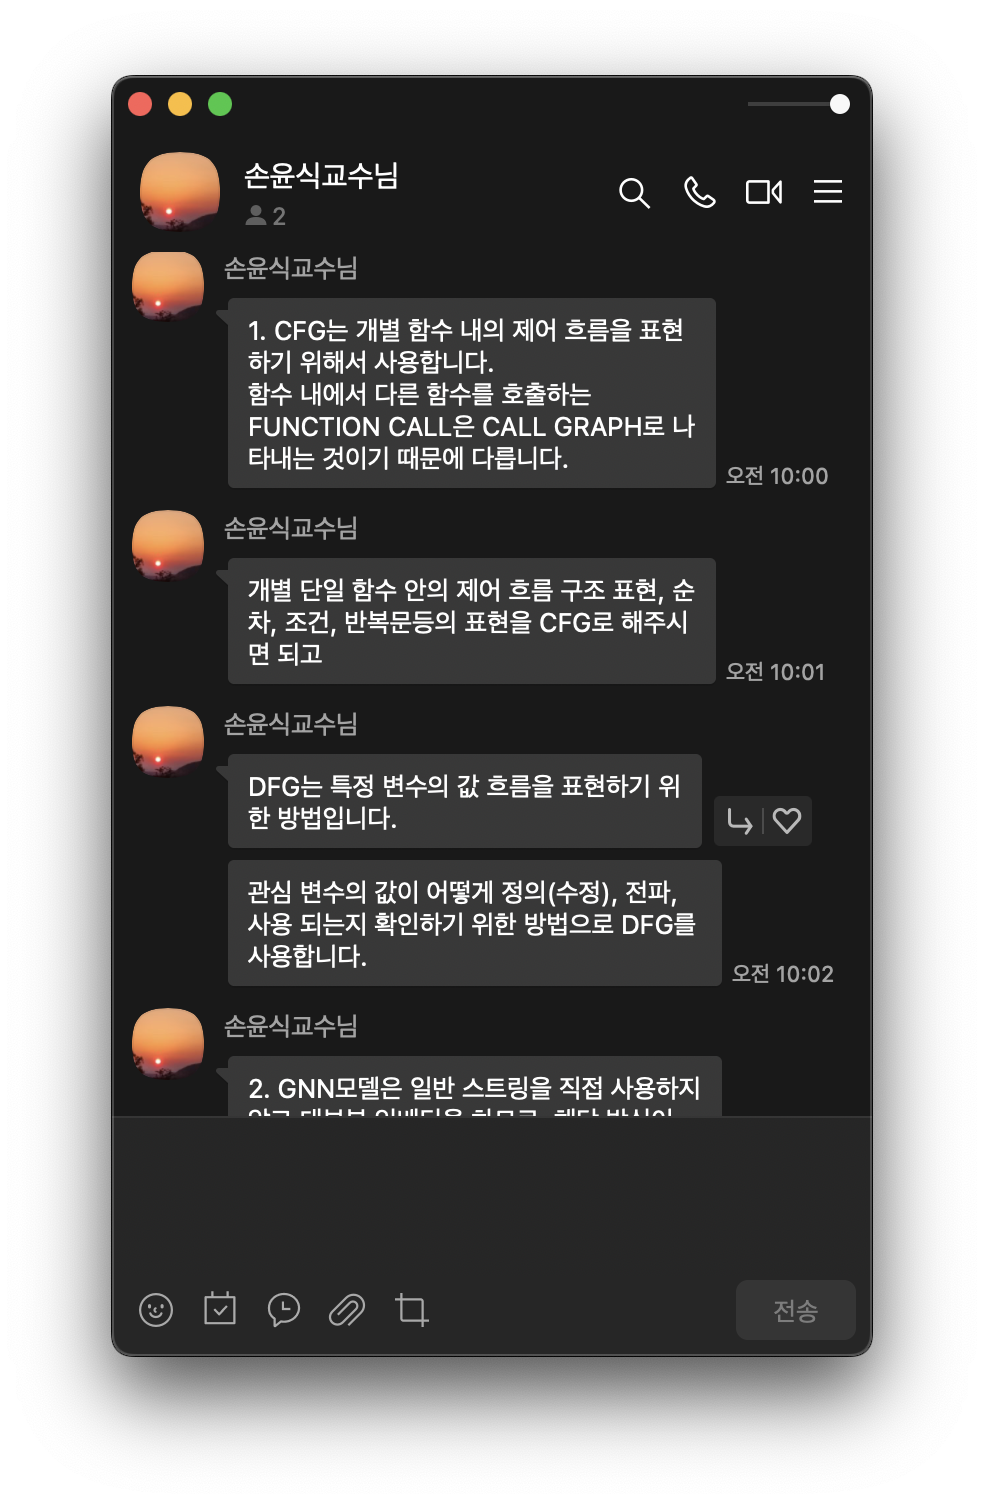 손윤식교수님
2
손윤식교수님
1. CFG는 개별 함수 내의 제어 흐름을 표현
하기 위해서 사용합니다.
함수 내에서 다른 함수를 호출하는
FUNCTION CALL은 CALL GRAPH로 나
타내는 것이기 때문에 다릅니다.
오전 10:00
손윤식교수님
개별 단일 함수 안의 제어 흐름 구조 표현, 순
차, 조건, 반복문등의 표현을 CFG로 해주시
면 되고
오전 10:01
손윤식교수님
DFG는 특정 변수의 값 흐름을 표현하기 위
한 방법입니다.
관심 변수의 값이 어떻게 정의(수정), 전파,
사용 되는지 확인하기 위한 방법으로 DFG를
사용합니다.
오전 10:02
손윤식교수님
2. GNN모델은 일반 스트링을 직접 사용하지
전송